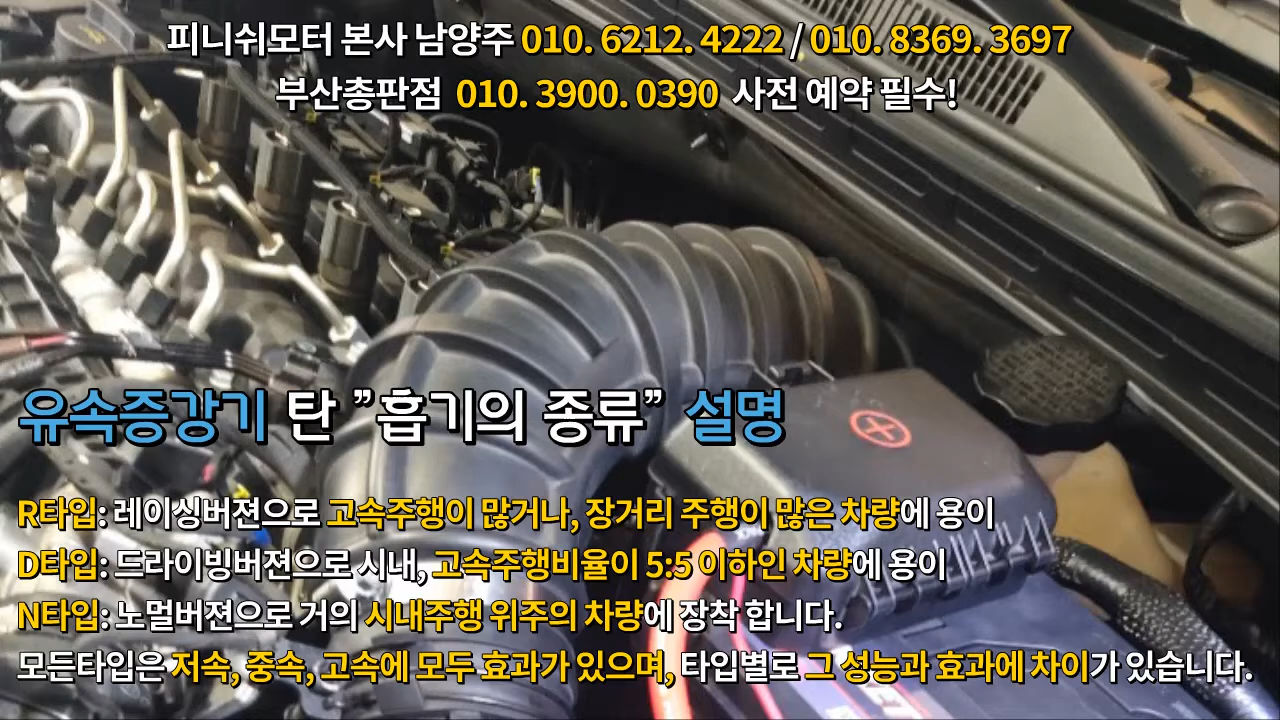 피니쉬모터 본사 남양주 010. 6212. 4222 / 010. 8369. 3697
부산총판점 010. 3900. 0390 사전 예약 필수!
유속증강기 탄 "흡기의 종류" 설명
R타입: 레이싱버젼으로 고속주행이 많거나, 장거리 주행이 많은 차량에 용이
D타입: 드라이빙버젼으로 시내, 고속주행비율이 5:5 이하인 차량에 용이
N타입: 노멀버젼으로 거의 시내주행 위주의 차량에 장착 합니다.
모든타입은 저속, 중속, 고속에 모두 효과가 있으며, 타입별로 그 성능과 효과에 차이가 있습니다.